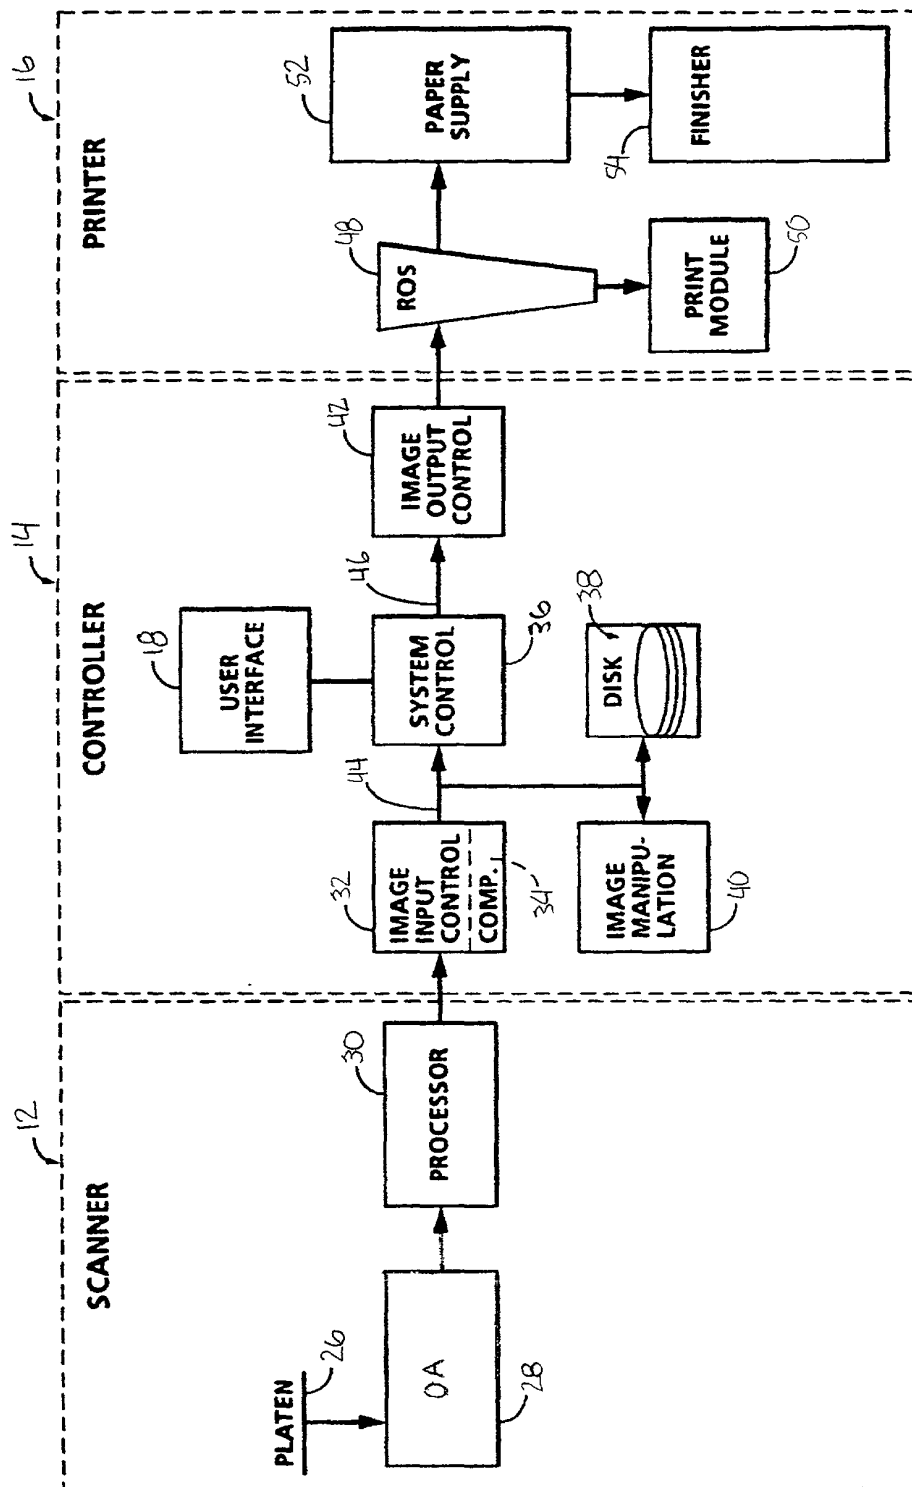 12
SCANNER
PLATEN
26
OA
28
PROCESSOR
30
14
CONTROLLER
18
USER
INTERFACE
32
IMAGE
INPUT
CONTROL
COMP.
34
44
SYSTEM
CONTROL
36
46
42
IMAGE
OUTPUT
CONTROL
IMAGE
MANIPU-
LATION
40
DISK
38
16
PRINTER
48
ROS
52
PAPER
SUPPLY
PRINT
MODULE
50
54
FINISHER